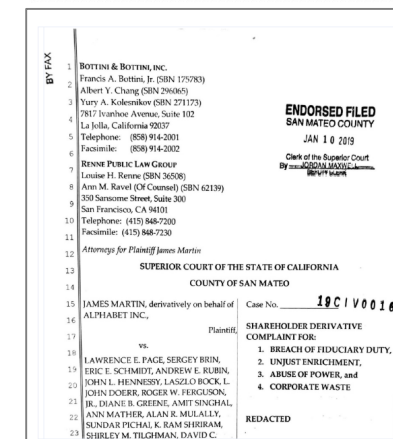 BY FAX
1 BOTTINI & BOTTINI, INC.
2 Francis A. Bottini, Jr. (SBN 175783)
Albert Y. Chang (SBN 296065)
3 Yury A. Kolesnikov (SBN 271173)
4 7817 Ivanhoe Avenue, Suite 102
La Jolla, California 92037
5 Telephone: (858) 914-2001
6 Facsimile: (858) 914-2002
ENDORSED FILED
SAN MATEO COUNTY
JAN 10 2019
Clerk of the Superior Court
By JORDAN MAXWELL
DEPUTY CLERK
7 RENNE PUBLIC LAW GROUP
Louise H. Renne (SBN 36508)
8 Ann M. Ravel (Of Counsel) (SBN 62139)
9 350 Sansome Street, Suite 300
San Francisco, CA 94101
10 Telephone: (415) 848-7200
11 Facsimile: (415) 848-7230
12 Attorneys for Plaintiff James Martin
13 SUPERIOR COURT OF THE STATE OF CALIFORNIA
14 COUNTY OF SAN MATEO
15 JAMES MARTIN, derivatively on behalf of
16 ALPHABET INC.,
Plaintiff,
17 vs.
18 LAWRENCE E. PAGE, SERGEY BRIN,
19 ERIC E. SCHMIDT, ANDREW E. RUBIN,
20 JOHN L. HENNESSY, LASZLO BOCK, L.
JOHN DOERR, ROGER W. FERGUSON,
21 JR., DIANE B. GREENE, AMIT SINGHAL,
22 ANN MATHER, ALAN R. MULALLY,
SUNDAR PICHAI, K. RAM SHRIRAM,
23 SHIRLEY M. TILGHMAN, DAVID C.
Case No. 19CIV0016
SHAREHOLDER DERIVATIVE
COMPLAINT FOR:
1. BREACH OF FIDUCIARY DUTY,
2. UNJUST ENRICHMENT,
3. ABUSE OF POWER, and
4. CORPORATE WASTE
REDACTED